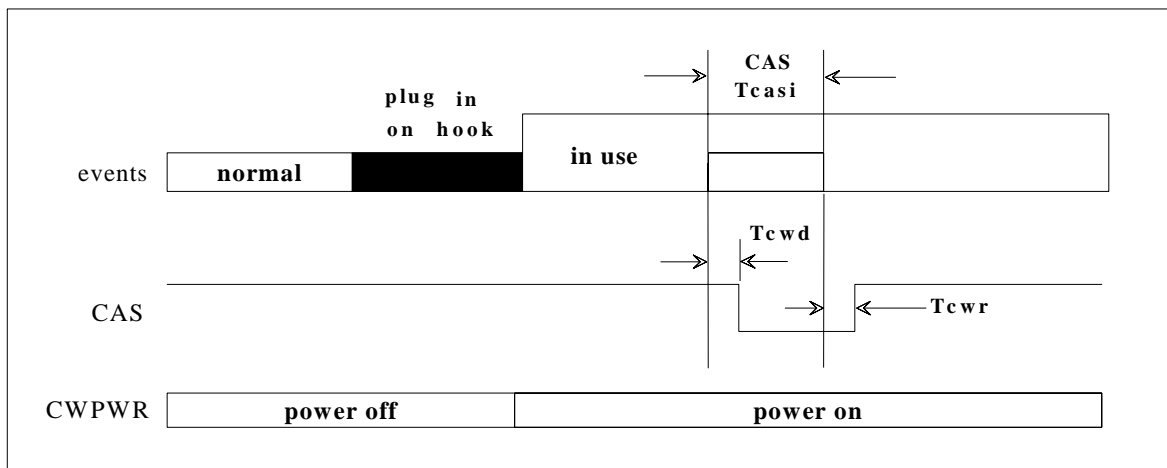 CAS
Tcasi
plug in
on hook
events
normal
in use
Tcwd
CAS
Tcwr
CWPWR
power off
power on